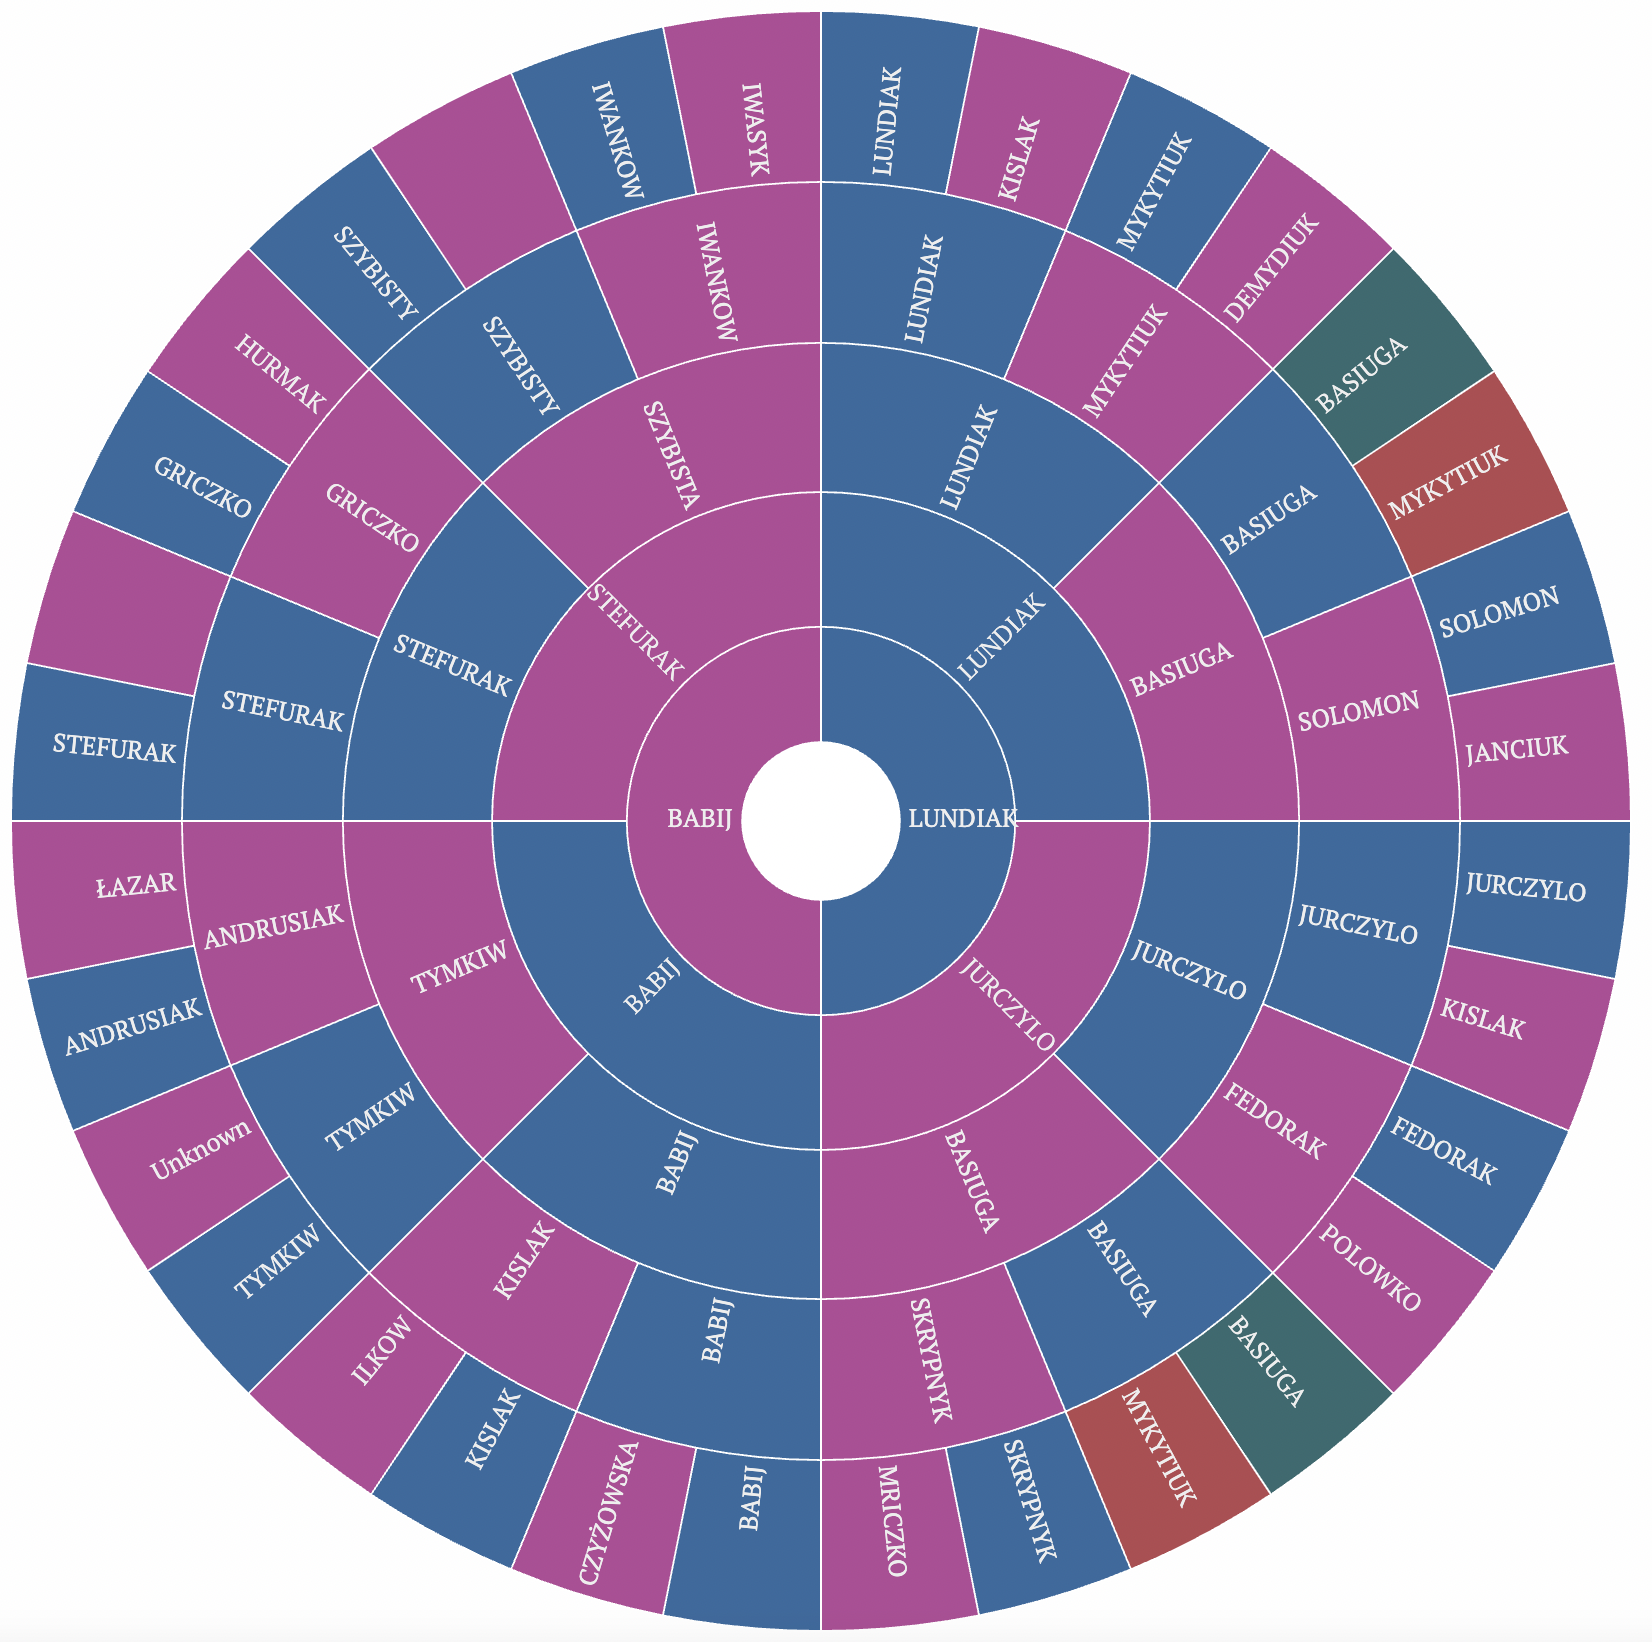 LUNDIAK
BABIJ
LUNDIAK
JURCZYLO
BABIJ
STEFURAK
LUNDIAK
BASIUGA
JURCZYLO
BASIUGA
BABIJ
TYMKIW
STEFURAK
SZYBISTA
LUNDIAK
MYKYTIUK
BASIUGA
SOLOMON
JURCZYLO
FEDORAK
BASIUGA
SKRYPNYK
BABIJ
KISLAK
TYMKIW
ANDRUSIAK
STEFURAK
GRICZKO
SZYBISTY
IWANKOW
LUNDIAK
KISLAK
MYKYTIUK
DEMYDIUK
BASIUGA
MYKYTIUK
SOLOMON
JANCIUK
JURCZYLO
KISLAK
FEDORAK
POLOWKO
BASIUGA
MYKYTIUK
SKRYPNYK
MRICZKO
BABIJ
CZYŻOWSKA
KISLAK
ILKOW
TYMKIW
Unknown
ANDRUSIAK
ŁAZAR
STEFURAK
GRICZKO
HURMAK
SZYBISTY
IWANKOW
IWASYK